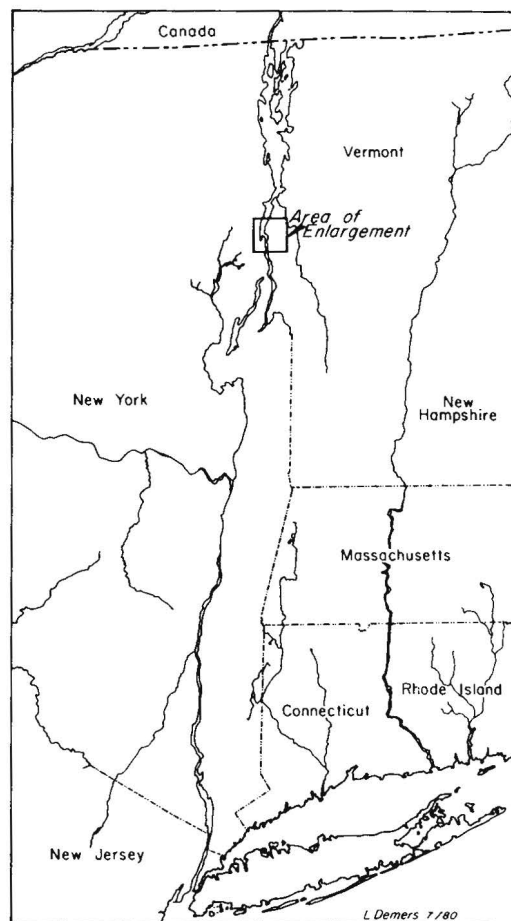 Canada
Vermont
Area of
Enlargement
New York
New
Hampshire
Massachusetts
Rhode Island
Connecticut
New Jersey
L Demers 7/80